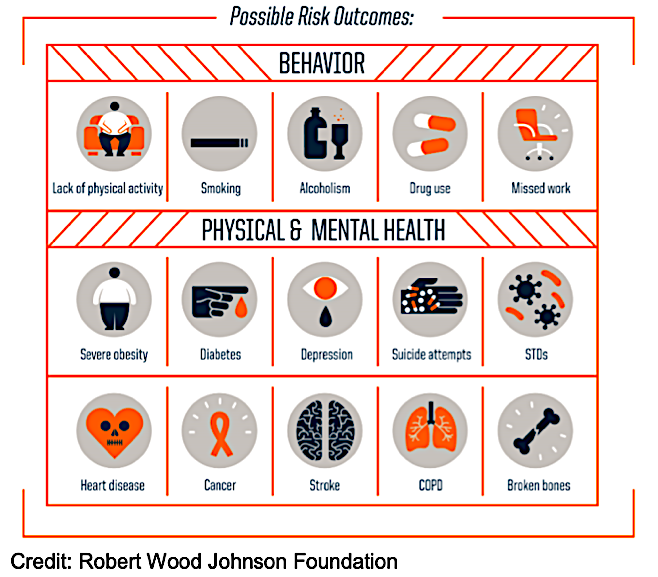 Possible Risk Outcomes:
BEHAVIOR
Lack of physical activity
Smoking
Alcoholism
Drug use
Missed work
PHYSICAL & MENTAL HEALTH
Severe obesity
Diabetes
Depression
Suicide attempts
STDs
Heart disease
Cancer
Stroke
COPD
Broken bones
Credit: Robert Wood Johnson Foundation